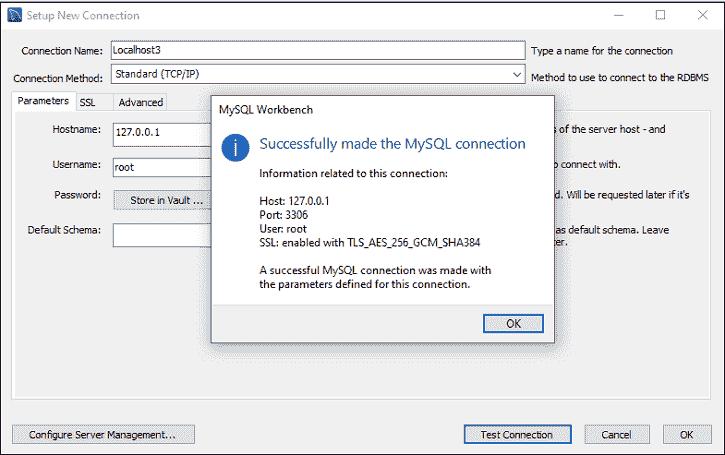 Setup New Connection
Connection Name: Localhost3 Type a name for the connection
Connection Method: Standard (TCP/IP) Method to use to connect to the RDBMS
Parameters SSL Advanced
MySQL Workbench
Hostname: 127.0.0.1 s of the server host - and
Successfully made the MySQL connection
Username: root o connect with.
Information related to this connection:
Password: Store in Vault ... d. Will be requested later if it's
Host: 127.0.0.1
Port: 3306
Default Schema: as default schema. Leave
User: root
ter.
SSL: enabled with TLS_AES_256_GCM_SHA384
A successful MySQL connection was made with
the parameters defined for this connection.
OK
Configure Server Management... Test Connection Cancel OK